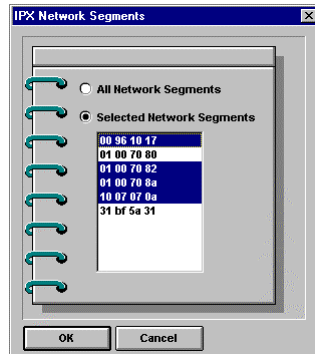 IPX Network Segments
All Network Segments
Selected Network Segments
00 96 10 17
01 00 70 80
01 00 70 82
01 00 70 8a
10 07 07 0a
31 bf 5a 31
OK
Cancel